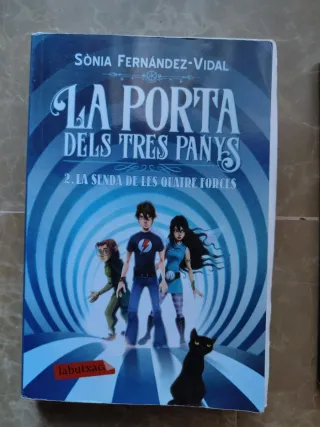 SÒNIA FERNÁNDEZ-VIDAL
LA PORTA
DELS TRES PANYS
2. LA SENDA DE LES QUATRE FORCES
labutxaca